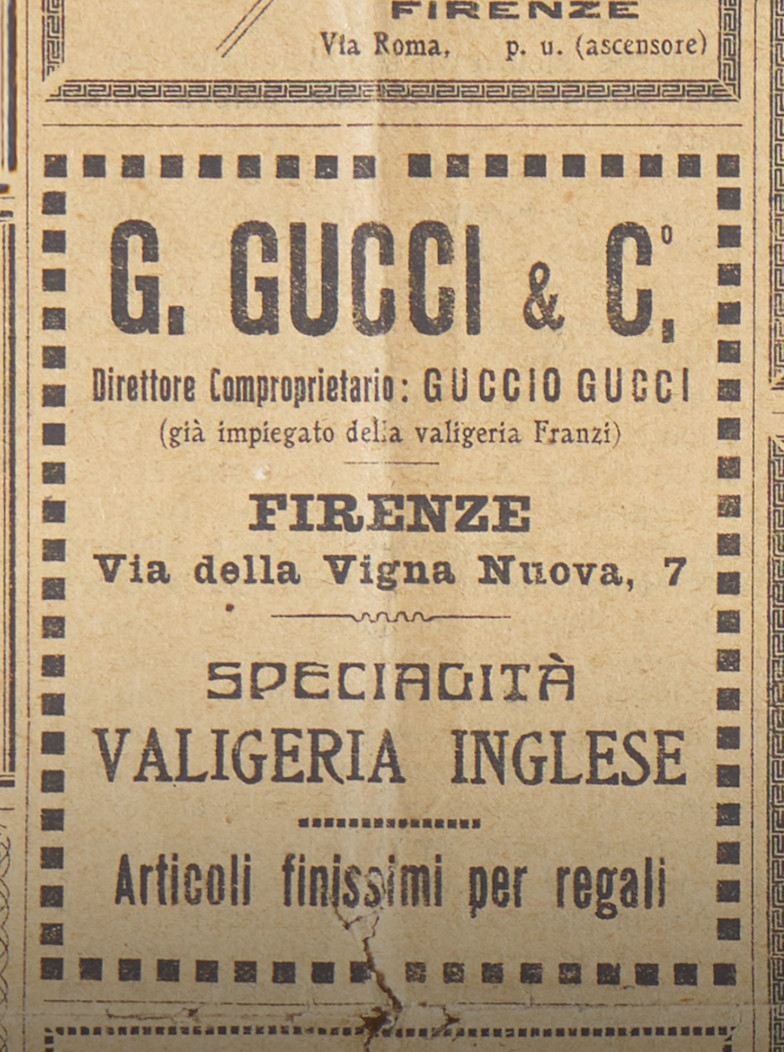 FIRENZE
Via Roma, p. u. (ascensore)
G. GUCCI & C.º
Direttore Comproprietario: GUCCIO GUCCI
(già impiegato della valigeria Franzi)
FIRENZE
Via della Vigna Nuova, 7
SPECIALITÀ
VALIGERIA INGLESE
Articoli finissimi per regali